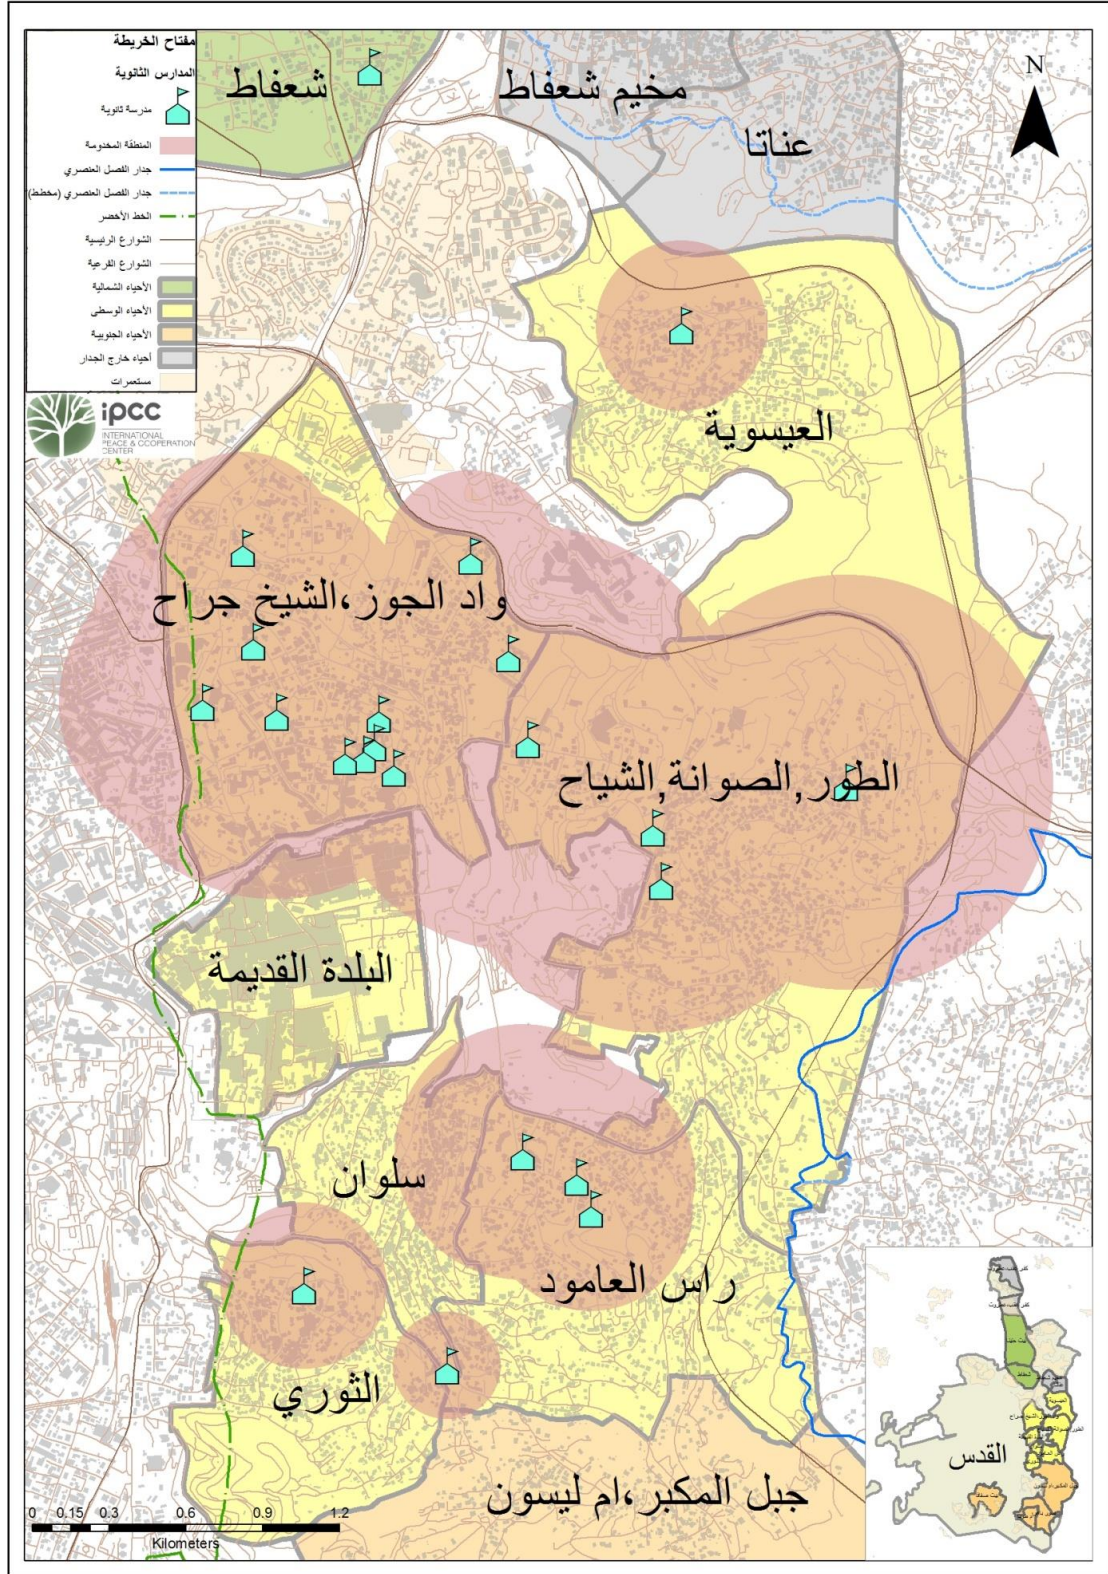 مفتاح الخريطة
المدارس الثانوية
مدرسة ثانوية
المنطقة المخدومة
جدار الفصل العنصري
جدار الفصل العنصري (مخطط)
الخط الأخضر
الشوارع الرئيسية
الشوارع الفرعية
الأحياء الشمالية
الأحياء الوسطى
الأحياء الجنوبية
أحياء خارج الجدار
مستعمرات
iPCC
INTERNATIONAL
PEACE & COOPERATION
CENTER
N
شعفاط
مخيم شعفاط
عناتا
العيسوية
واد الجوز،الشيخ جراح
الطور,الصوانة,الشياح
البلدة القديمة
سلوان
راس العامود
الثوري
جبل المكبر،ام ليسون
0 0.15 0.3 0.6 0.9 1.2
Kilometers
القدس